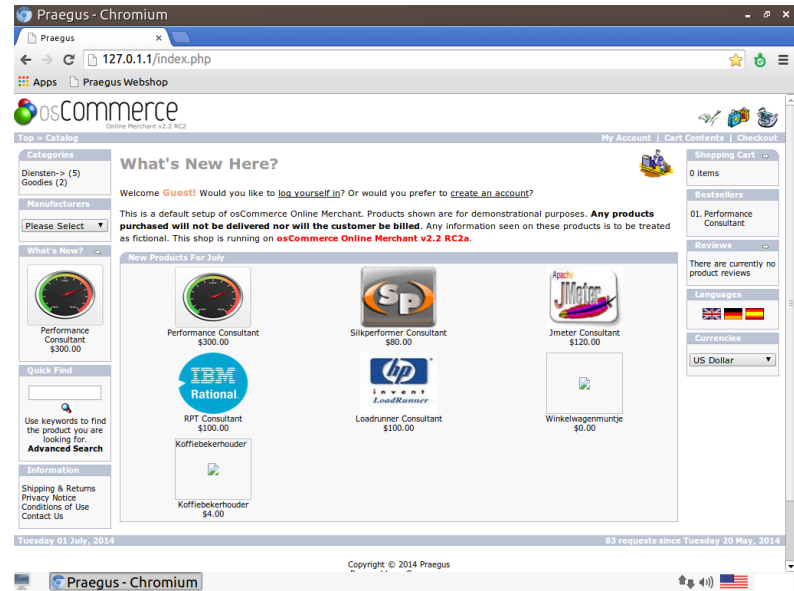 Praegus - Chromium
Praegus
127.0.1.1/index.php
Apps Praegus Webshop
osCommerce
Online Merchant v2.2 RC2
Top » Catalog
My Account | Cart Contents | Checkout
Categories
Diensten-> (5)
Goodies (2)
Manufacturers
Please Select
What's New?
Performance
Consultant
$300.00
Quick Find
Use keywords to find
the product you are
looking for.
Advanced Search
Information
Shipping & Returns
Privacy Notice
Conditions of Use
Contact Us
What's New Here?
Welcome Guest! Would you like to log yourself in? Or would you prefer to create an account?
This is a default setup of osCommerce Online Merchant. Products shown are for demonstrational purposes. Any products
purchased will not be delivered nor will the customer be billed. Any information seen on these products is to be treated
as fictional. This shop is running on osCommerce Online Merchant v2.2 RC2a.
New Products For July
Performance Consultant
$300.00
SP
Silkperformer Consultant
$80.00
Apache
JMeter
Jmeter Consultant
$120.00
IBM
Rational.
RPT Consultant
$100.00
hp
invent
LoadRunner
Loadrunner Consultant
$100.00
Winkelwagenmuntje
$0.00
Koffiebekerhouder
Koffiebekerhouder
$4.00
Shopping Cart
0 items
Bestsellers
01. Performance
Consultant
Reviews
There are currently no
product reviews
Languages
Currencies
US Dollar
Tuesday 01 July, 2014
83 requests since Tuesday 20 May, 2014
Copyright © 2014 Praegus
Praegus - Chromium